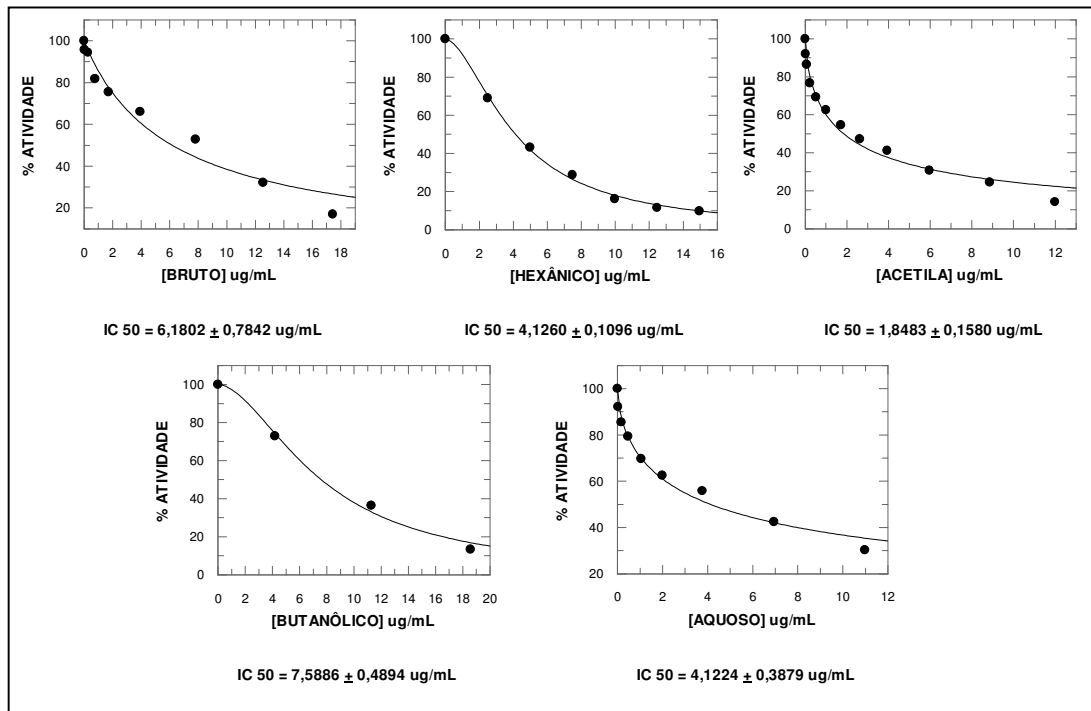 % ATIVIDADE
100
80
60
40
20
0 2 4 6 8 10 12 14 16 18
[BRUTO] ug/mL
IC 50 = 6,1802 ± 0,7842 ug/mL
% ATIVIDADE
100
80
60
40
20
0
0 2 4 6 8 10 12 14 16
[HEXÂNICO] ug/mL
IC 50 = 4,1260 ± 0,1096 ug/mL
% ATIVIDADE
100
80
60
40
20
0
0 2 4 6 8 10 12
[ACETILA] ug/mL
IC 50 = 1,8483 ± 0,1580 ug/mL
% ATIVIDADE
100
80
60
40
20
0
0 2 4 6 8 10 12 14 16 18 20
[BUTANÔLICO] ug/mL
IC 50 = 7,5886 ± 0,4894 ug/mL
% ATIVIDADE
100
80
60
40
20
0 2 4 6 8 10 12
[AQUOSO] ug/mL
IC 50 = 4,1224 ± 0,3879 ug/mL